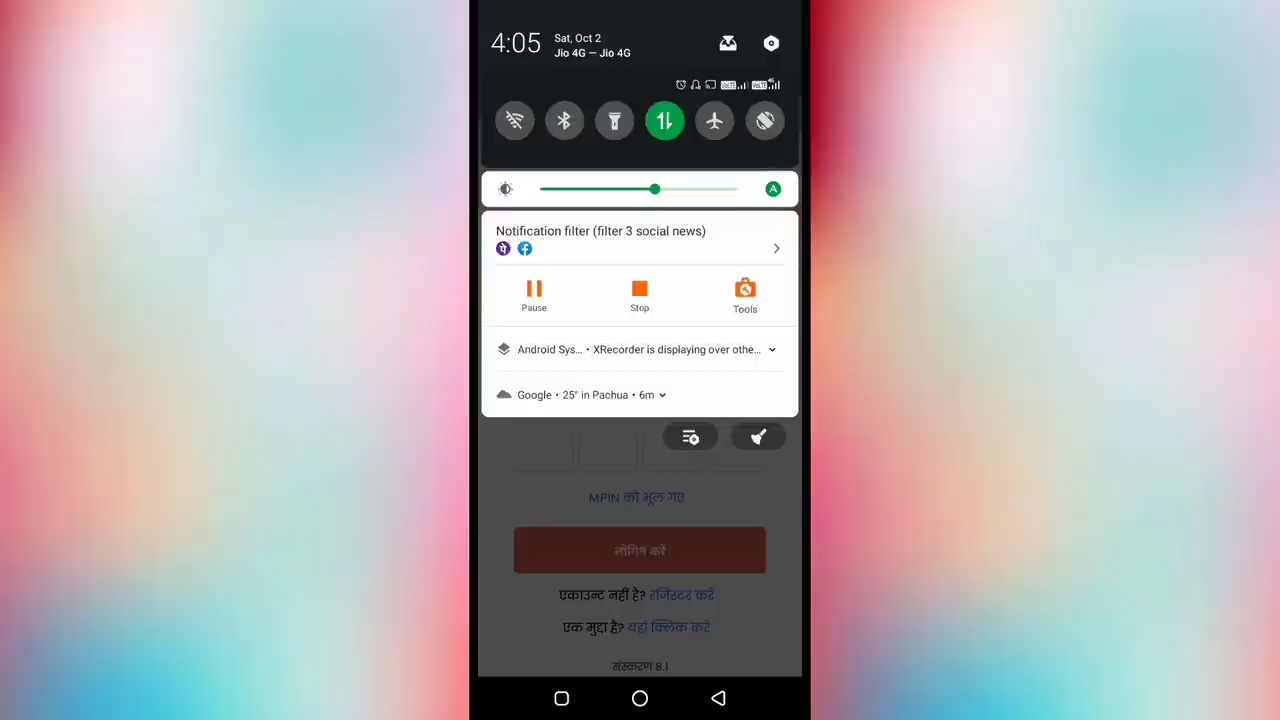 4:05
Sat, Oct 2
Jio 4G — Jio 4G
A
Notification filter (filter 3 social news)
Pause
Stop
Tools
Android Sys... • XRecorder is displaying over othe...
Google • 25° in Pachua • 6m
MPIN को भूल गए
लोगिन करें
एकाउन्ट नहीं है? रजिस्टर करें
एक मुद्दा है? यहां क्लिक करे
संस्करण 8.1